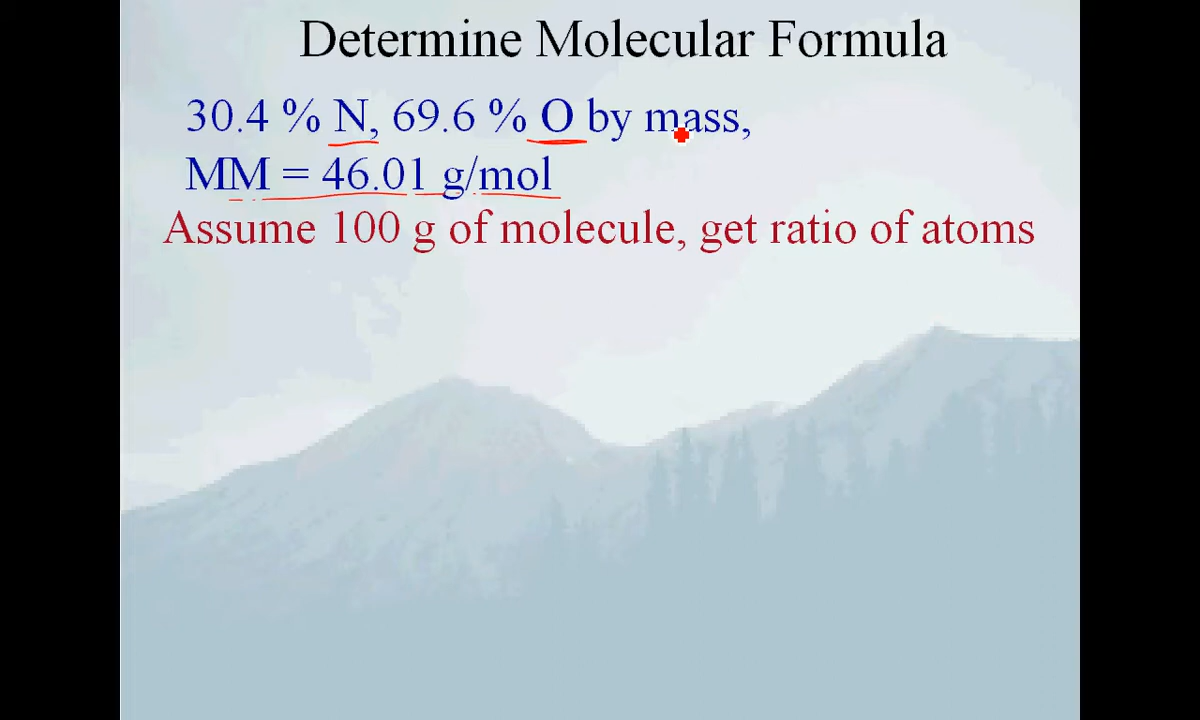 Determine Molecular Formula
30.4 % N, 69.6 % O by mass,
MM = 46.01 g/mol
Assume 100 g of molecule, get ratio of atoms